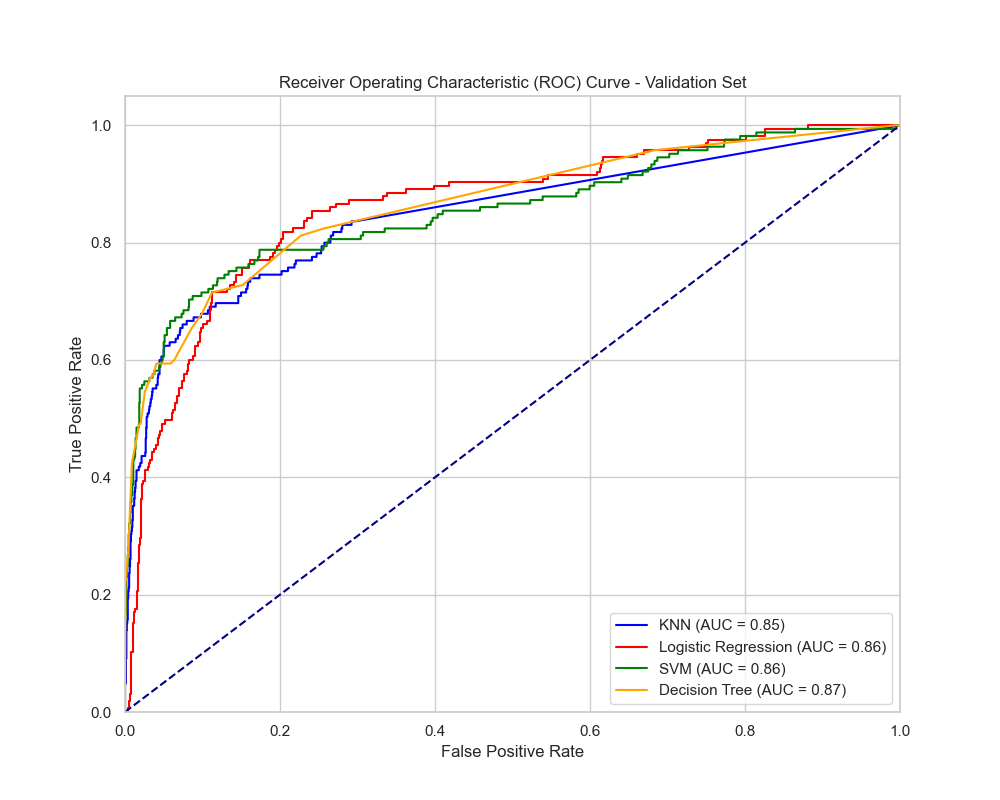 Receiver Operating Characteristic (ROC) Curve - Validation Set
True Positive Rate
1.0
0.8
0.6
0.4
0.2
0.0
0.0 0.2 0.4 0.6 0.8 1.0
False Positive Rate
KNN (AUC = 0.85)
Logistic Regression (AUC = 0.86)
SVM (AUC = 0.86)
Decision Tree (AUC = 0.87)